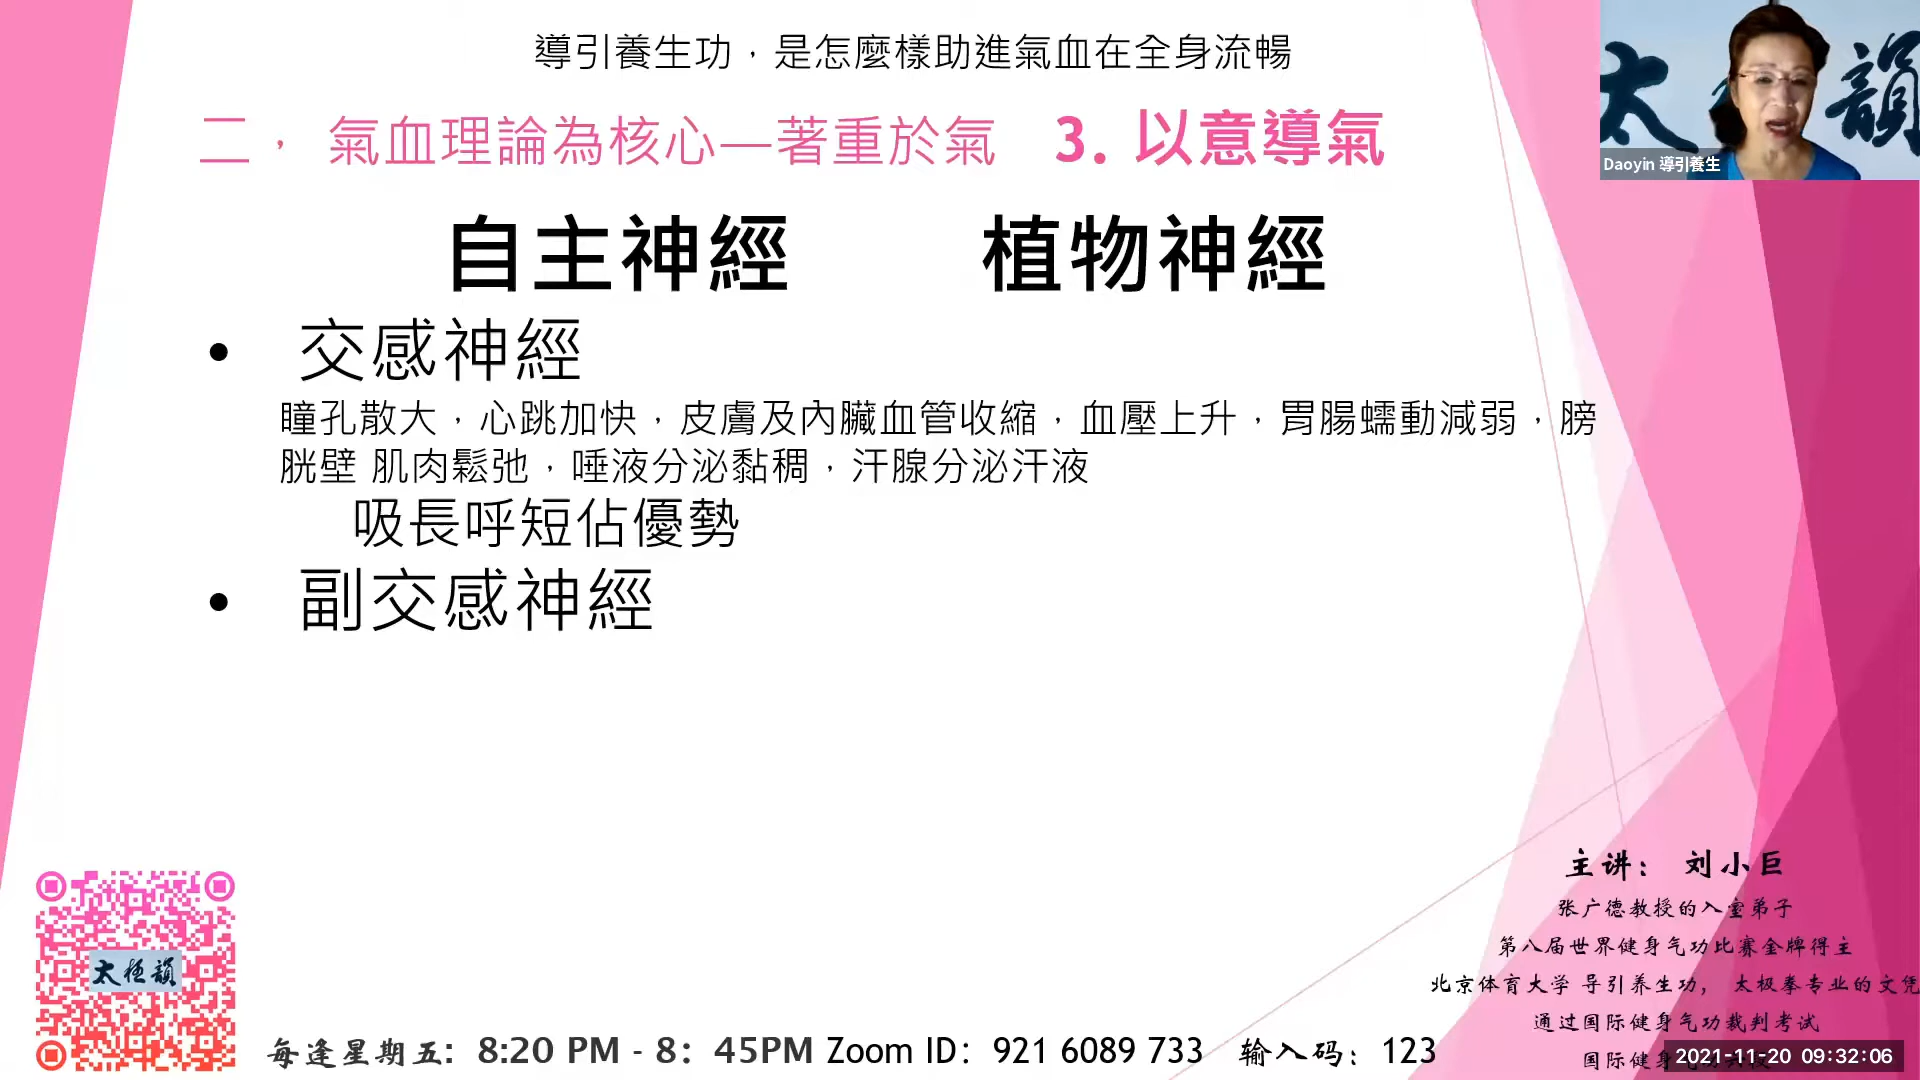 導引養生功，是怎麼樣助進氣血在全身流暢
二， 氣血理論為核心—著重於氣 3. 以意導氣
自主神經 植物神經
• 交感神經
瞳孔散大，心跳加快，皮膚及內臟血管收縮，血壓上升，胃腸蠕動減弱，膀
胱壁 肌肉鬆弛，唾液分泌黏稠，汗腺分泌汗液
吸長呼短佔優勢
• 副交感神經
太 韻
Daoyin 導引養生
太極韻
每逢星期五：8:20 PM - 8：45PM Zoom ID：921 6089 733 输入码：123
主讲： 刘小巨
张广德教授的入室弟子
第八届世界健身气功比赛金牌得主
北京体育大学 导引养生功， 太极拳专业的文凭
通过国际健身气功裁判考试
国际健身
2021-11-20 09:32:06